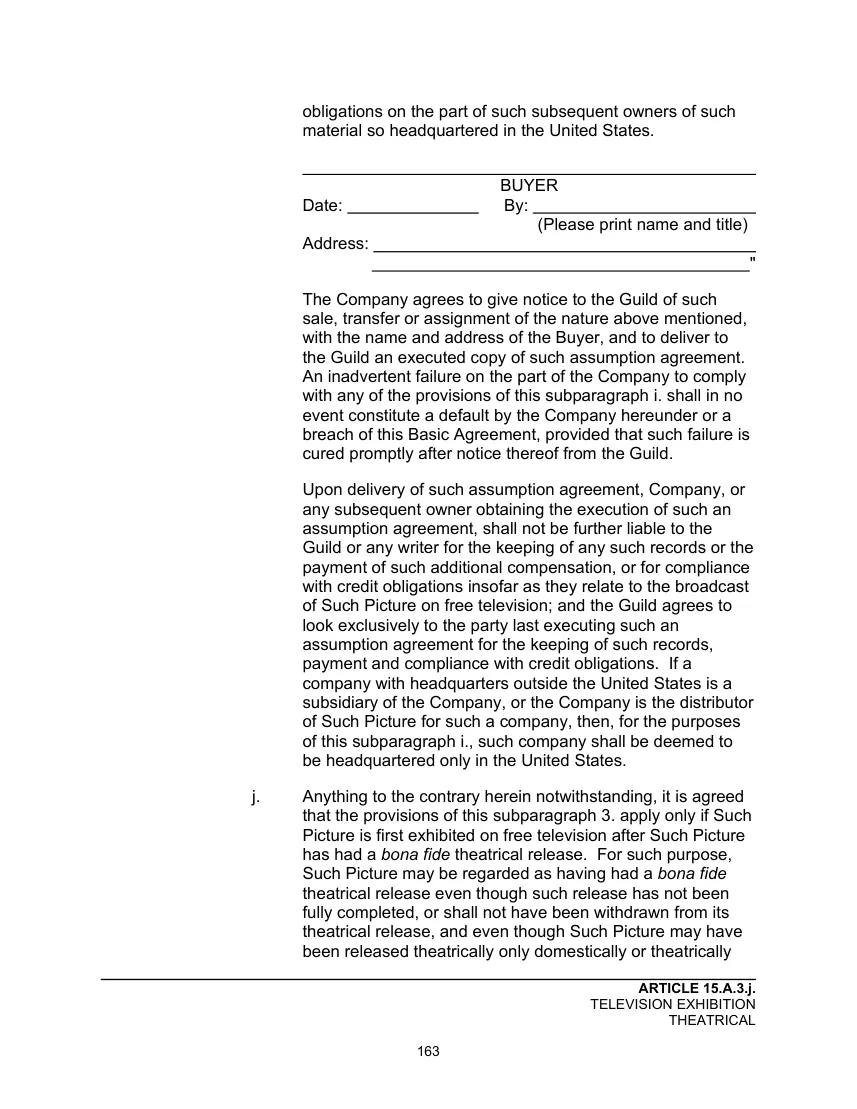 obligations on the part of such subsequent owners of such
material so headquartered in the United States.
BUYER
Date: _______________ By: _________________________
(Please print name and title)
Address: ___________________________________________
___________________________________________"
The Company agrees to give notice to the Guild of such
sale, transfer or assignment of the nature above mentioned,
with the name and address of the Buyer, and to deliver to
the Guild an executed copy of such assumption agreement.
An inadvertent failure on the part of the Company to comply
with any of the provisions of this subparagraph i. shall in no
event constitute a default by the Company hereunder or a
breach of this Basic Agreement, provided that such failure is
cured promptly after notice thereof from the Guild.
Upon delivery of such assumption agreement, Company, or
any subsequent owner obtaining the execution of such an
assumption agreement, shall not be further liable to the
Guild or any writer for the keeping of any such records or the
payment of such additional compensation, or for compliance
with credit obligations insofar as they relate to the broadcast
of Such Picture on free television; and the Guild agrees to
look exclusively to the party last executing such an
assumption agreement for the keeping of such records,
payment and compliance with credit obligations. If a
company with headquarters outside the United States is a
subsidiary of the Company, or the Company is the distributor
of Such Picture for such a company, then, for the purposes
of this subparagraph i., such company shall be deemed to
be headquartered only in the United States.
j. Anything to the contrary herein notwithstanding, it is agreed
that the provisions of this subparagraph 3. apply only if Such
Picture is first exhibited on free television after Such Picture
has had a bona fide theatrical release. For such purpose,
Such Picture may be regarded as having had a bona fide
theatrical release even though such release has not been
fully completed, or shall not have been withdrawn from its
theatrical release, and even though Such Picture may have
been released theatrically only domestically or theatrically
ARTICLE 15.A.3.j.
TELEVISION EXHIBITION
THEATRICAL
163